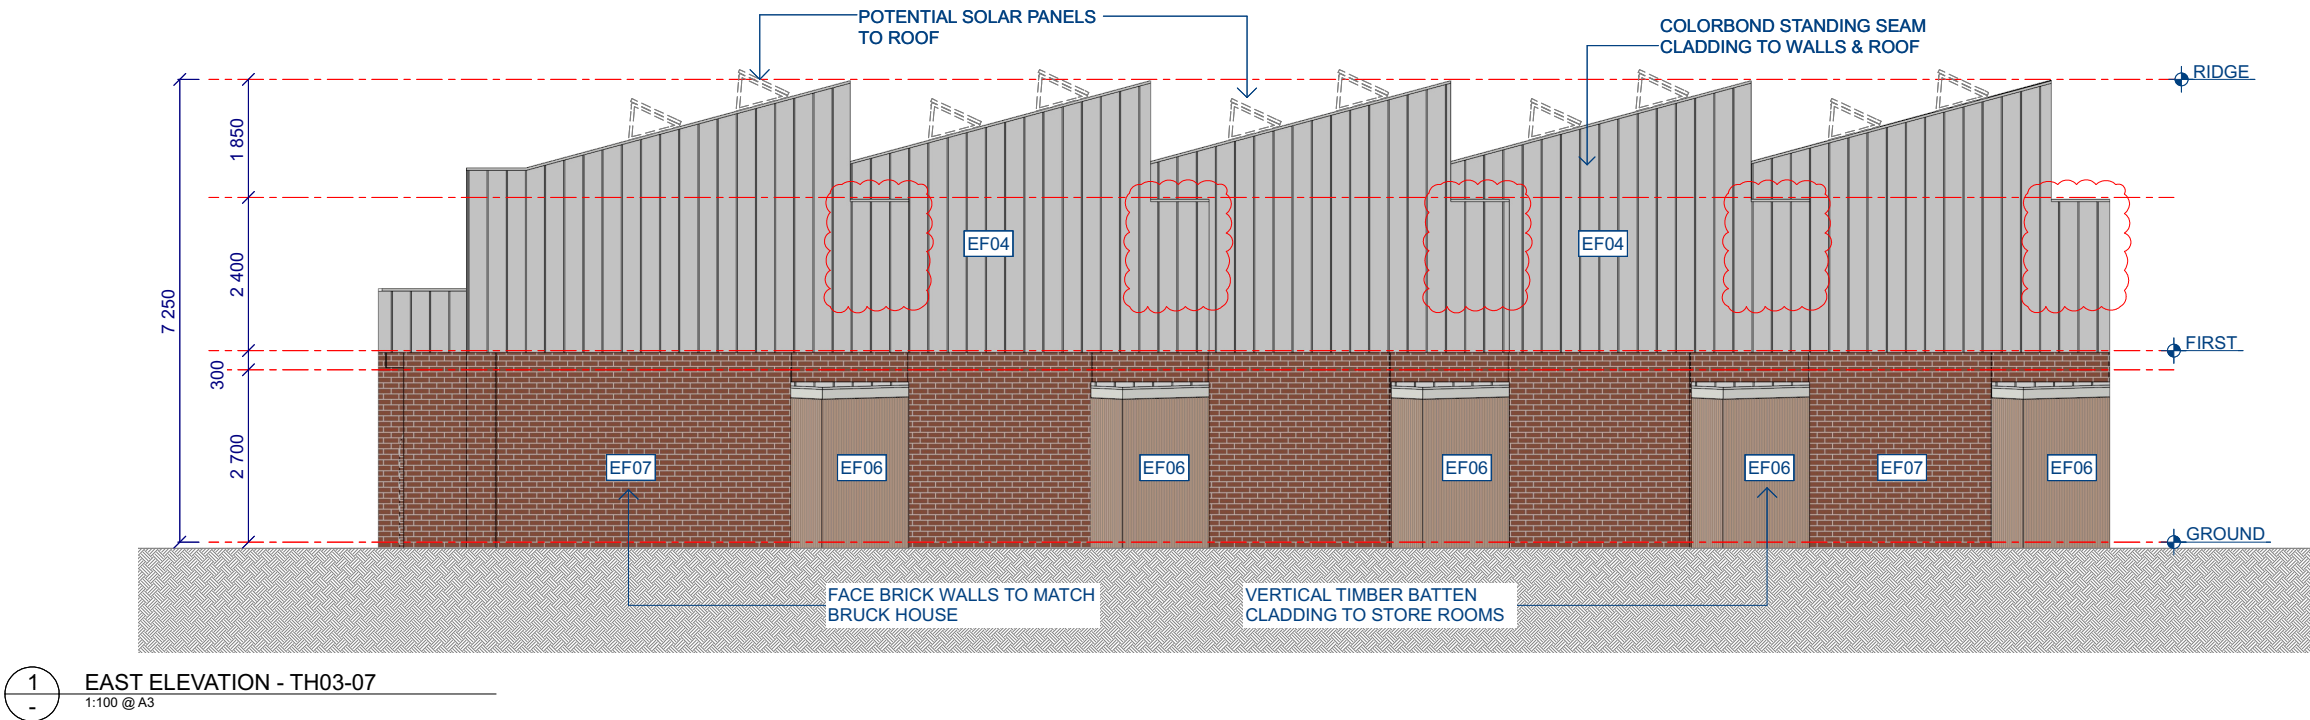 POTENTIAL SOLAR PANELS
TO ROOF
COLORBOND STANDING SEAM
CLADDING TO WALLS & ROOF
RIDGE
1 850
2 400
7 250
300
2 700
EF04
EF04
FIRST
EF07
EF06
EF06
EF06
EF06
EF07
EF06
GROUND
FACE BRICK WALLS TO MATCH
BRUCK HOUSE
VERTICAL TIMBER BATTEN
CLADDING TO STORE ROOMS
1
-
EAST ELEVATION - TH03-07
1:100 @ A3